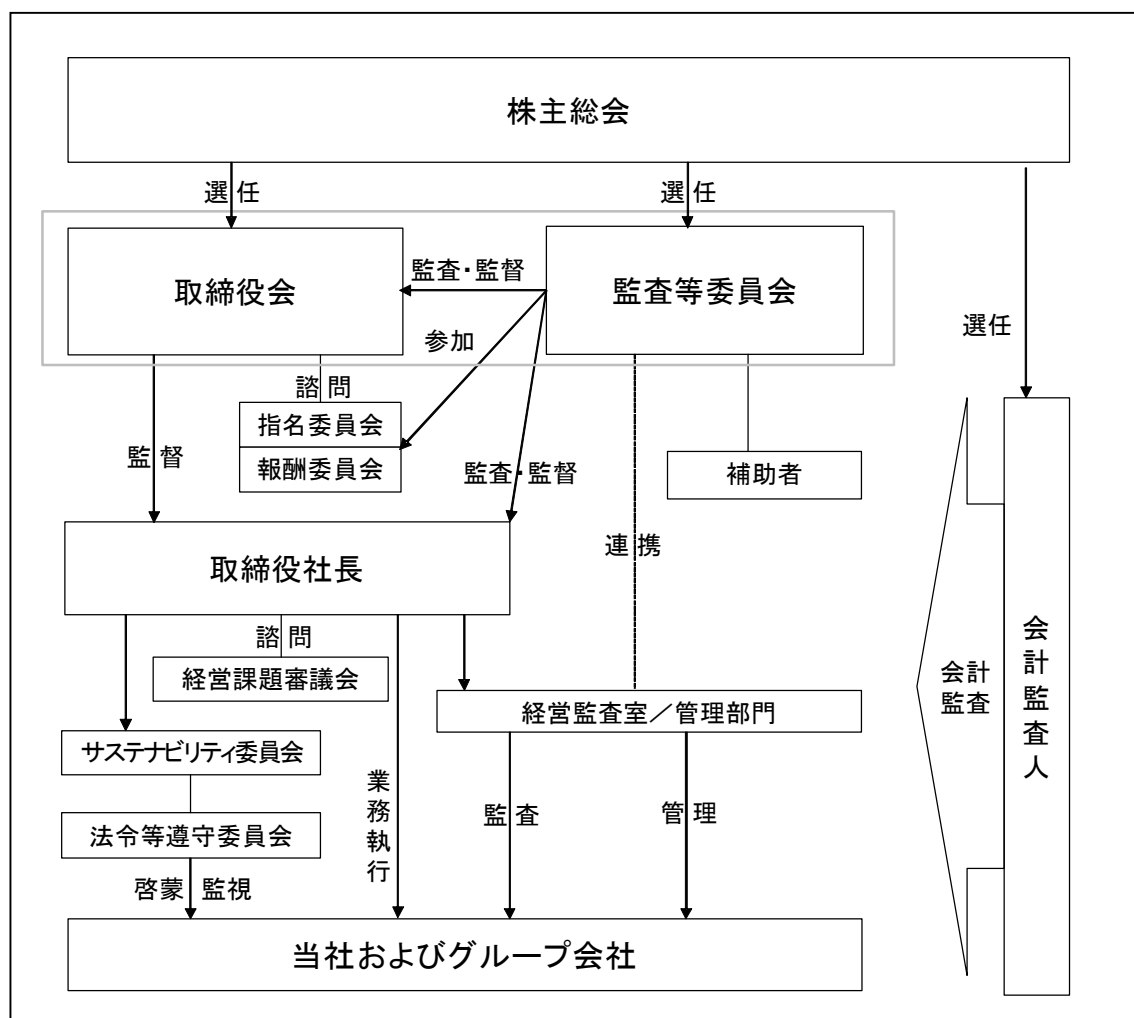 株主総会
選任
選任
選任
取締役会
監査・監督
監査等委員会
参加
諮問
指名委員会
報酬委員会
監督
監査・監督
補助者
連携
取締役社長
諮問
経営課題審議会
経営監査室／管理部門
サステナビリティ委員会
法令等遵守委員会
業務執行
監査
管理
啓蒙 監視
当社およびグループ会社
会計
監査
会計監査人